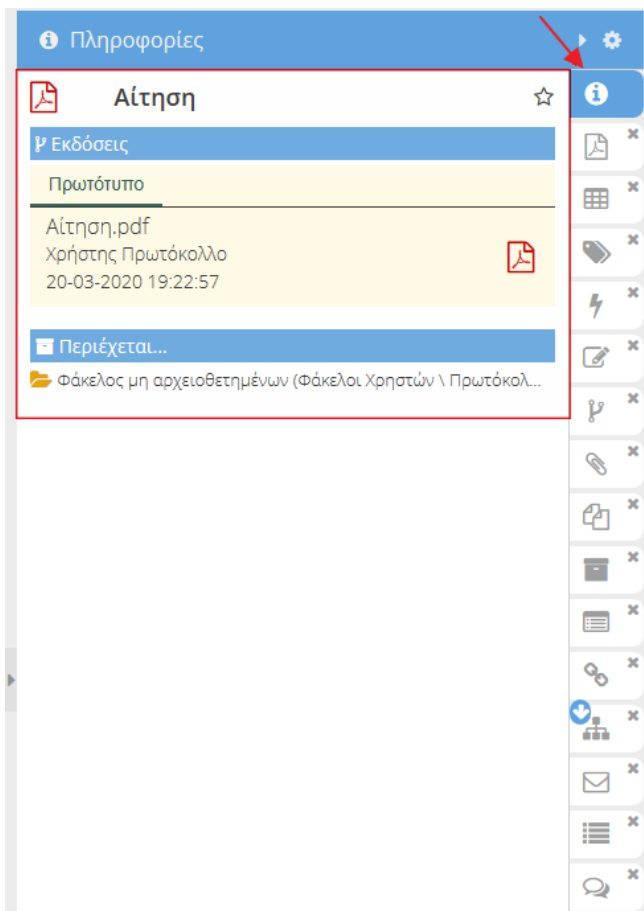 Πληροφορίες
Αίτηση
Εκδόσεις
Πρωτότυπο
Αίτηση.pdf
Χρήστης Πρωτόκολλο
20-03-2020 19:22:57
Περιέχεται...
Φάκελος μη αρχειοθετημένων (Φάκελοι Χρηστών \ Πρωτόκολ...